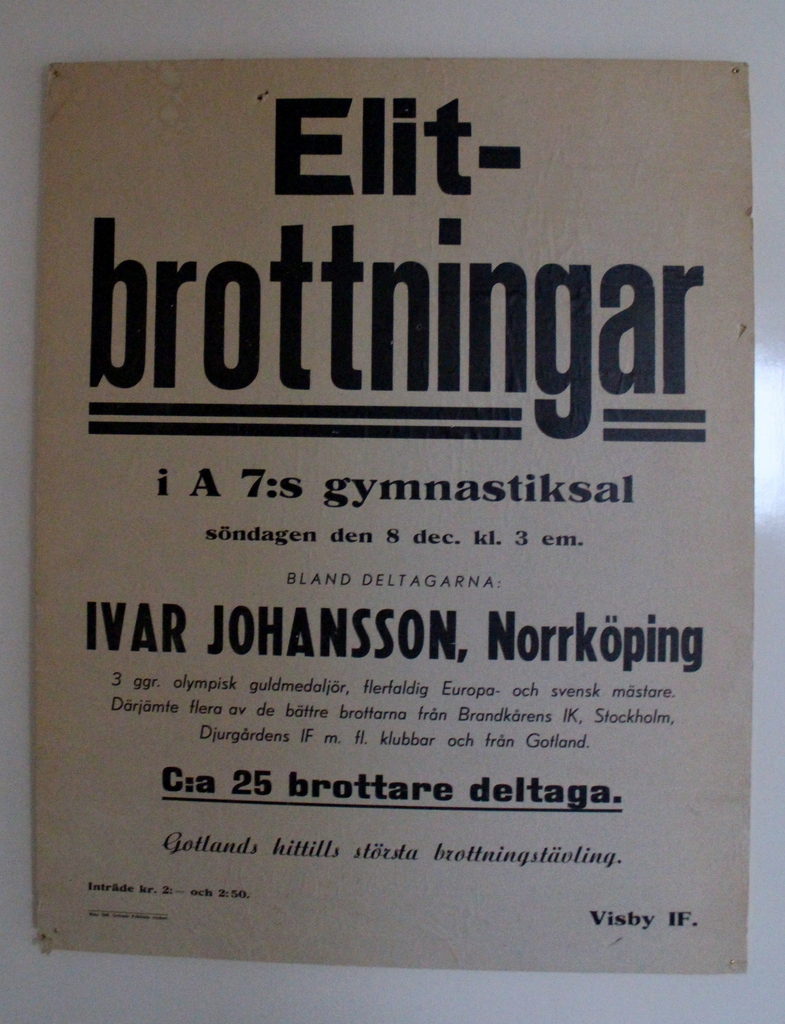 Elit-
brottningar
i A 7:s gymnastiksal
söndagen den 8 dec. kl. 3 em.
BLAND DELTAGARNA:
IVAR JOHANSSON, Norrköping
3 ggr. olympisk guldmedaljör, flerfaldig Europa- och svensk mästare.
Därjämte flera av de bättre brottarna från Brandkårens IK, Stockholm,
Djurgårdens IF m. fl. klubbar och från Gotland.
C:a 25 brottare deltaga.
Gotlands hittills största brottningstävling.
Inträde kr. 2:— och 2:50.
Visby IF.